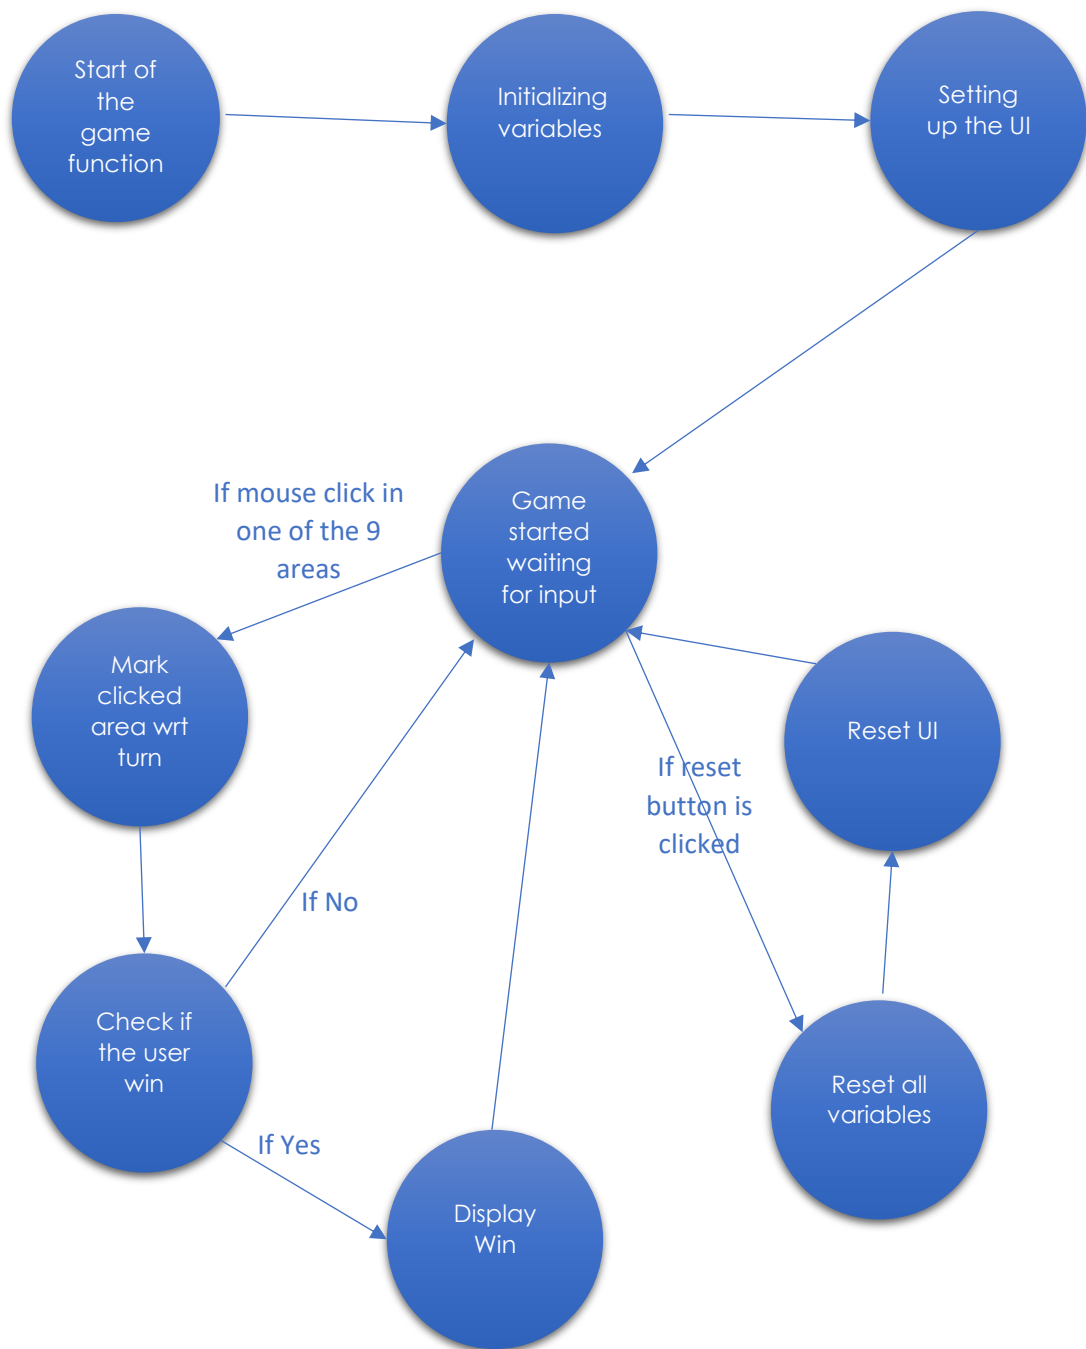 Start of
the
game
function
Initializing
variables
Setting
up the UI
Game
started
waiting
for input
If mouse click in
one of the 9
areas
Mark
clicked
area wrt
turn
Reset UI
If reset
button is
clicked
If No
Check if
the user
win
Reset all
variables
If Yes
Display
Win